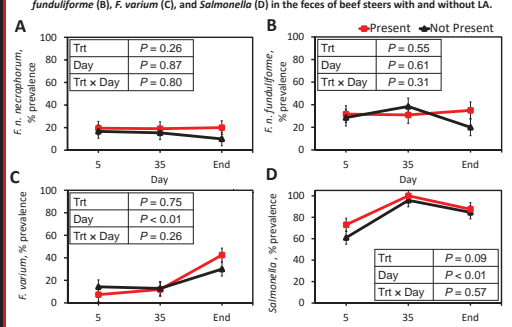 funduliforme (B), F. varium (C), and Salmonella (D) in the feces of beef steers with and without LA.
Present Not Present
A
F. n. necrophorum, % prevalence
100
80
60
40
20
0
Trt P = 0.26
Day P = 0.87
Trt × Day P = 0.80
5 35 End
Day
B
F. n. funduliforme, % prevalence
100
80
60
40
20
0
Trt P = 0.55
Day P = 0.61
Trt × Day P = 0.31
5 35 End
Day
C
F. varium, % prevalence
100
80
60
40
20
0
Trt P = 0.75
Day P < 0.01
Trt × Day P = 0.26
5 35 End
D
Salmonella, % prevalence
100
80
60
40
20
0
Trt P = 0.09
Day P < 0.01
Trt × Day P = 0.57
5 35 End